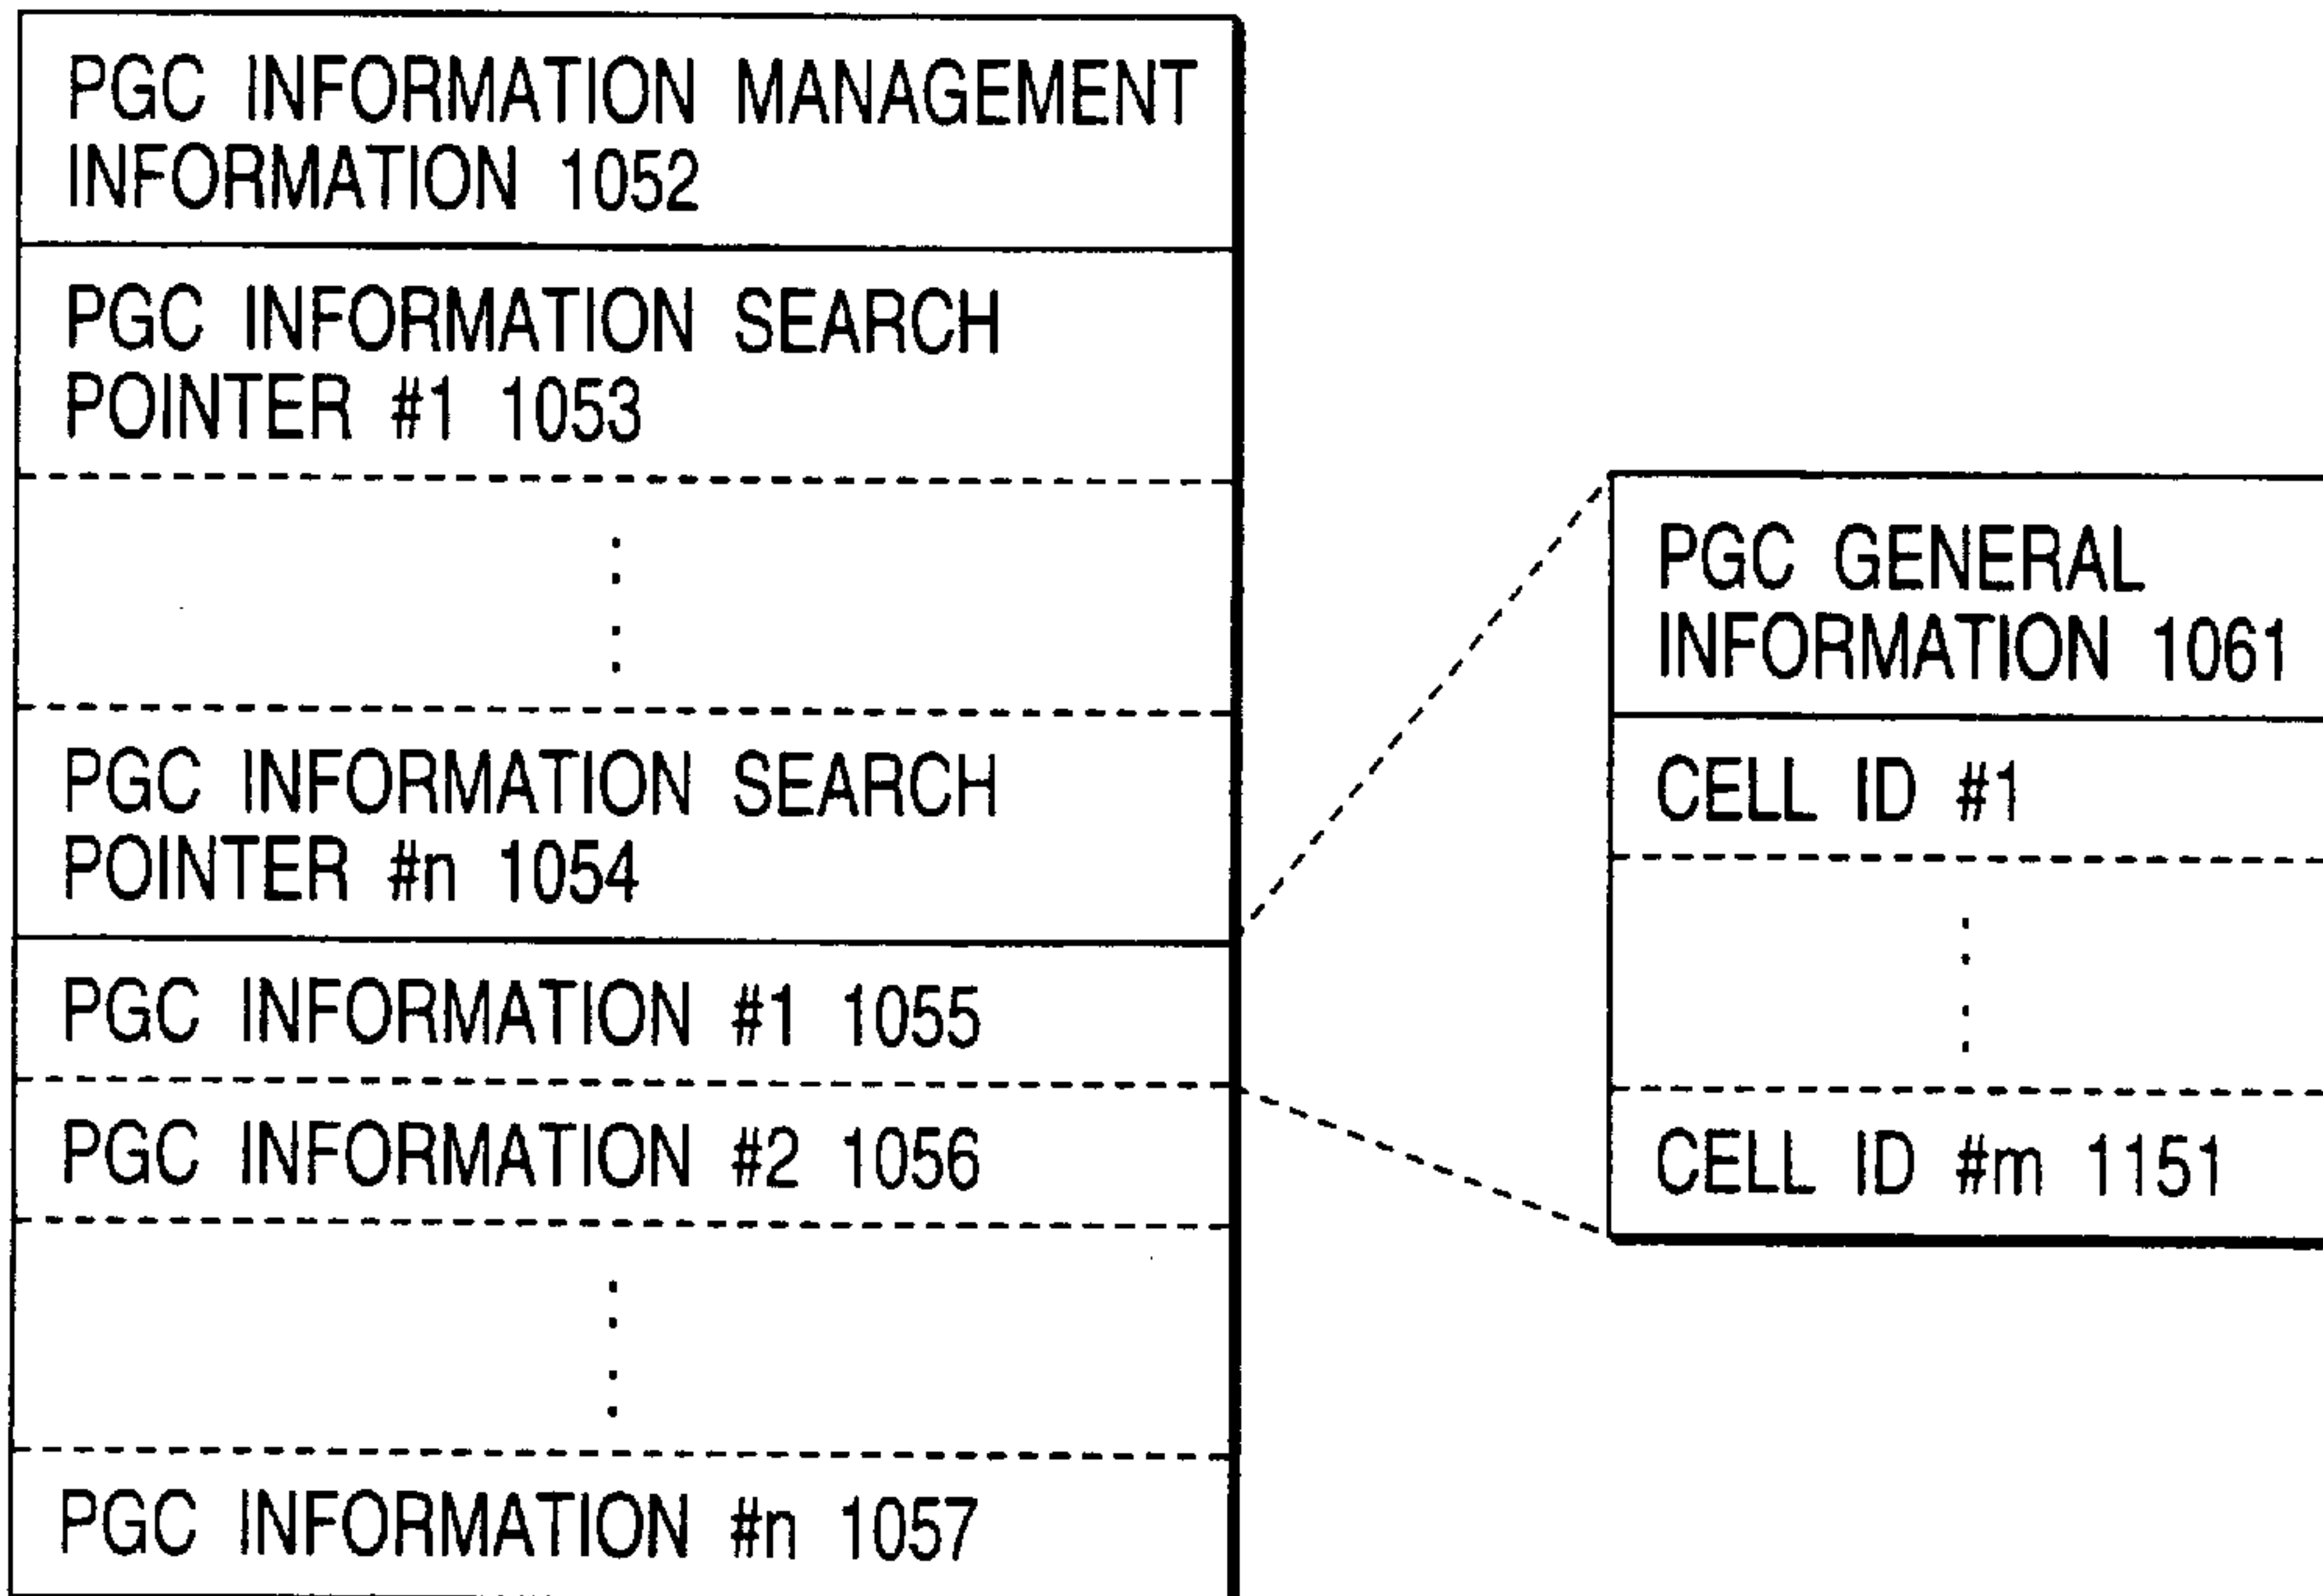 PGC INFORMATION MANAGEMENT
INFORMATION 1052
PGC INFORMATION SEARCH
POINTER #1 1053
PGC INFORMATION SEARCH
POINTER #n 1054
PGC INFORMATION #1 1055
PGC INFORMATION #2 1056
PGC INFORMATION #n 1057
PGC GENERAL
INFORMATION 1061
CELL ID #1
CELL ID #m 1151